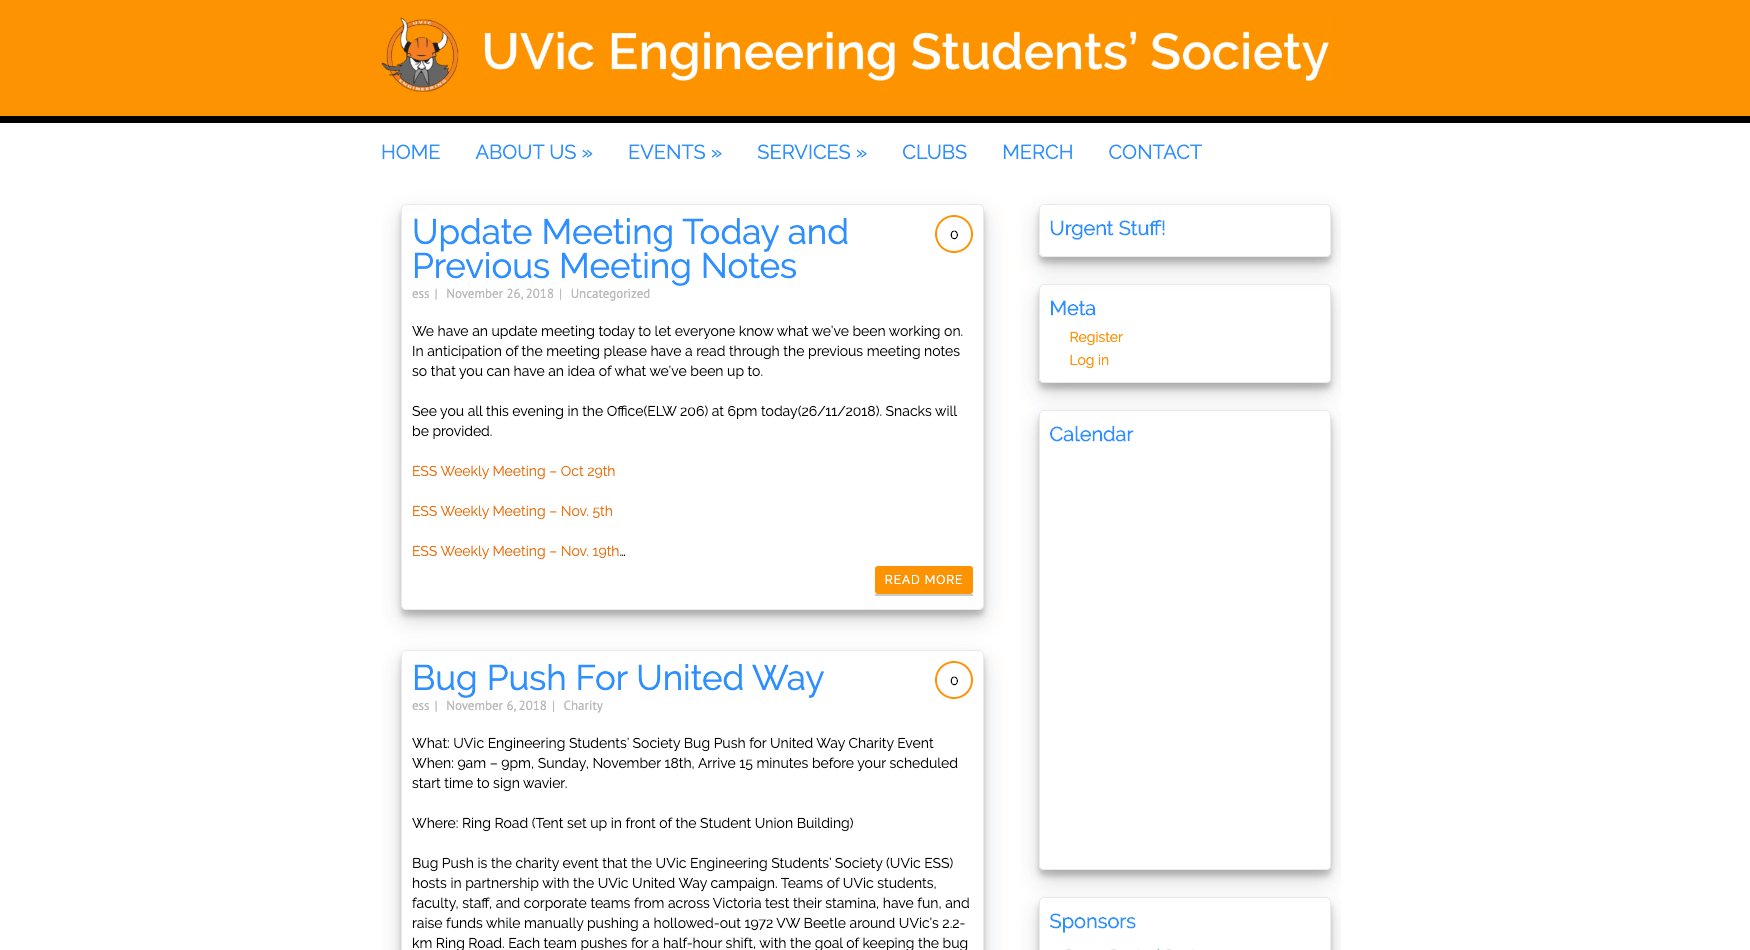 UVIC
ENGINEERING
UVic Engineering Students’ Society
HOME ABOUT US » EVENTS » SERVICES » CLUBS MERCH CONTACT
Update Meeting Today and
Previous Meeting Notes
0
ess | November 26, 2018 | Uncategorized
We have an update meeting today to let everyone know what we’ve been working on.
In anticipation of the meeting please have a read through the previous meeting notes
so that you can have an idea of what we’ve been up to.
See you all this evening in the Office(ELW 206) at 6pm today(26/11/2018). Snacks will
be provided.
ESS Weekly Meeting – Oct 29th
ESS Weekly Meeting – Nov. 5th
ESS Weekly Meeting – Nov. 19th…
READ MORE
Bug Push For United Way
0
ess | November 6, 2018 | Charity
What: UVic Engineering Students’ Society Bug Push for United Way Charity Event
When: 9am – 9pm, Sunday, November 18th, Arrive 15 minutes before your scheduled
start time to sign wavier.
Where: Ring Road (Tent set up in front of the Student Union Building)
Bug Push is the charity event that the UVic Engineering Students’ Society (UVic ESS)
hosts in partnership with the UVic United Way campaign. Teams of UVic students,
faculty, staff, and corporate teams from across Victoria test their stamina, have fun, and
raise funds while manually pushing a hollowed-out 1972 VW Beetle around UVic’s 2.2-
km Ring Road. Each team pushes for a half-hour shift, with the goal of keeping the bug
Urgent Stuff!
Meta
Register
Log in
Calendar
Sponsors